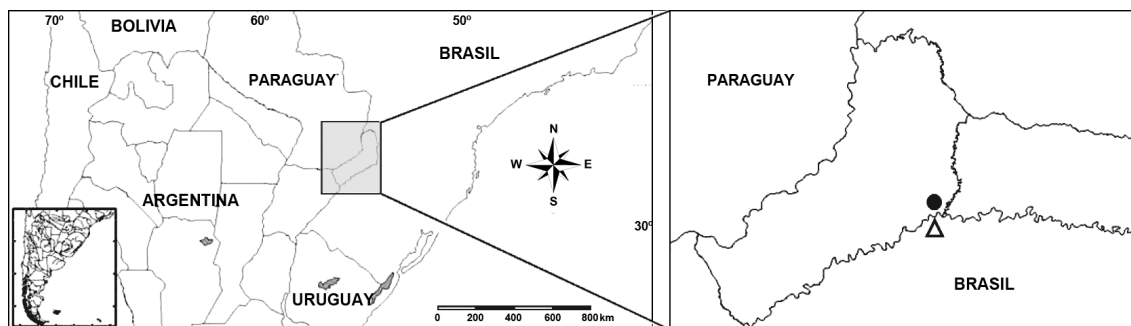 70º 60º 50º
BOLIVIA
BRASIL
CHILE
PARAGUAY
PARAGUAY
N
W E
S
ARGENTINA
30º
URUGUAY
BRASIL
0 200 400 600 800 km